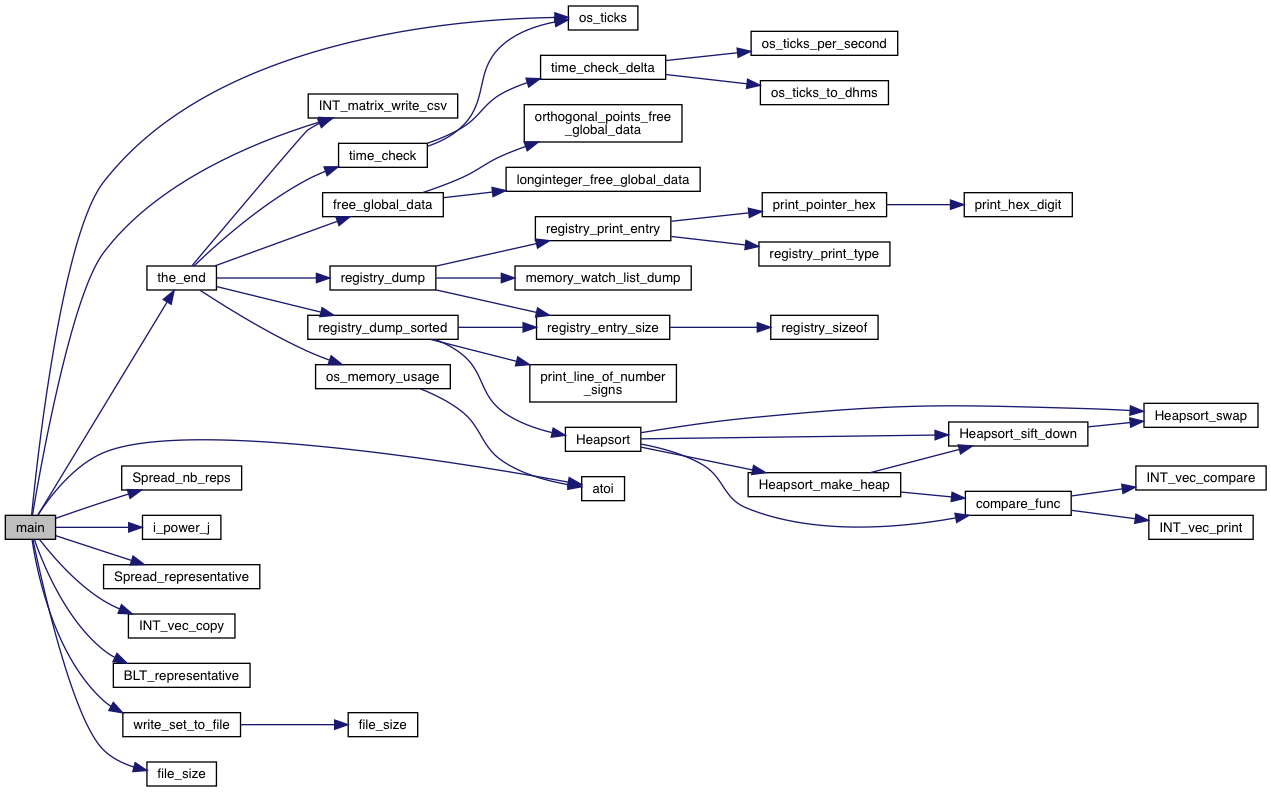 os_ticks
os_ticks_per_second
time_check_delta
os_ticks_to_dhms
INT_matrix_write_csv
orthogonal_points_free
_global_data
time_check
longinteger_free_global_data
free_global_data
print_pointer_hex
print_hex_digit
registry_print_entry
registry_print_type
the_end
registry_dump
memory_watch_list_dump
registry_dump_sorted
registry_entry_size
registry_sizeof
os_memory_usage
print_line_of_number
_signs
Heapsort_swap
Heapsort
Heapsort_sift_down
Spread_nb_reps
atoi
Heapsort_make_heap
INT_vec_compare
compare_func
main
i_power_j
INT_vec_print
Spread_representative
INT_vec_copy
BLT_representative
write_set_to_file
file_size
file_size